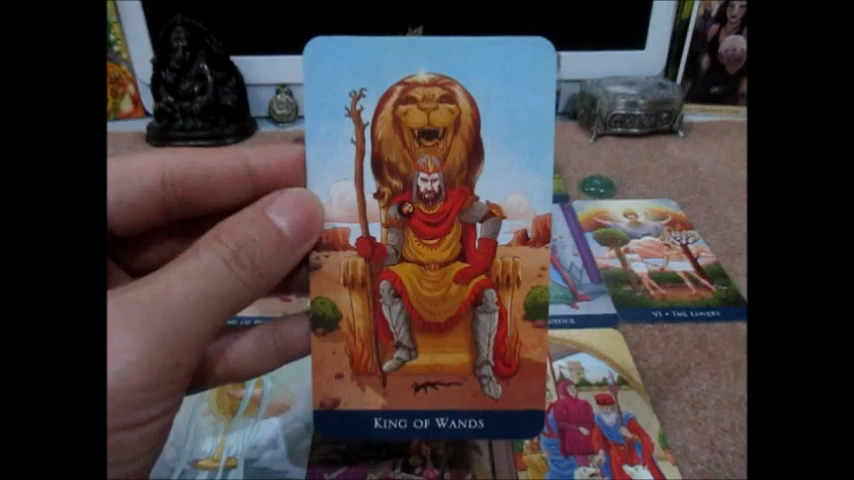 KING OF WANDS
VI • THE LOVERS